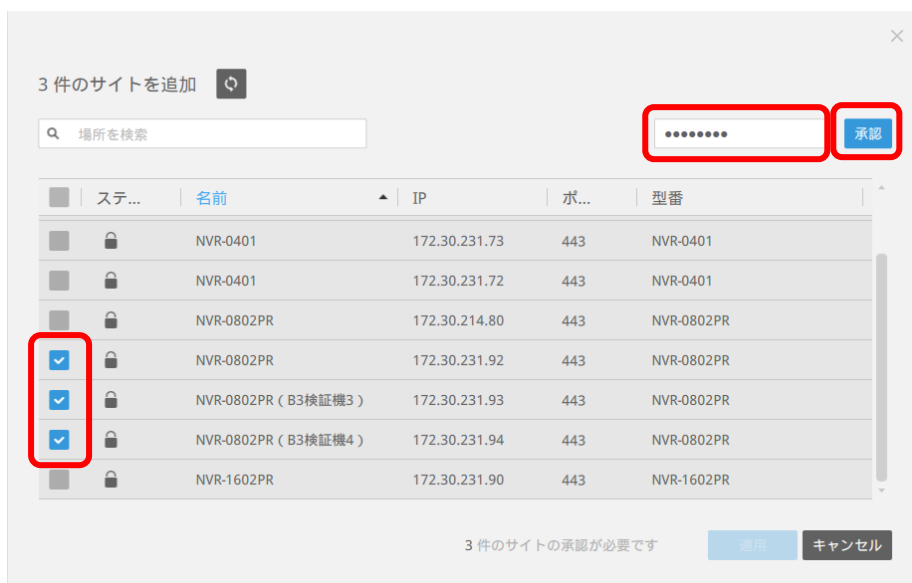 3 件のサイトを追加
場所を検索
●●●●●●●●
承認
ステ... 名前 IP ポ... 型番
NVR-0401 172.30.231.73 443 NVR-0401
NVR-0401 172.30.231.72 443 NVR-0401
NVR-0802PR 172.30.214.80 443 NVR-0802PR
NVR-0802PR 172.30.231.92 443 NVR-0802PR
NVR-0802PR ( B3検証機3 ) 172.30.231.93 443 NVR-0802PR
NVR-0802PR ( B3検証機4 ) 172.30.231.94 443 NVR-0802PR
NVR-1602PR 172.30.231.90 443 NVR-1602PR
3 件のサイトの承認が必要です 適用 キャンセル